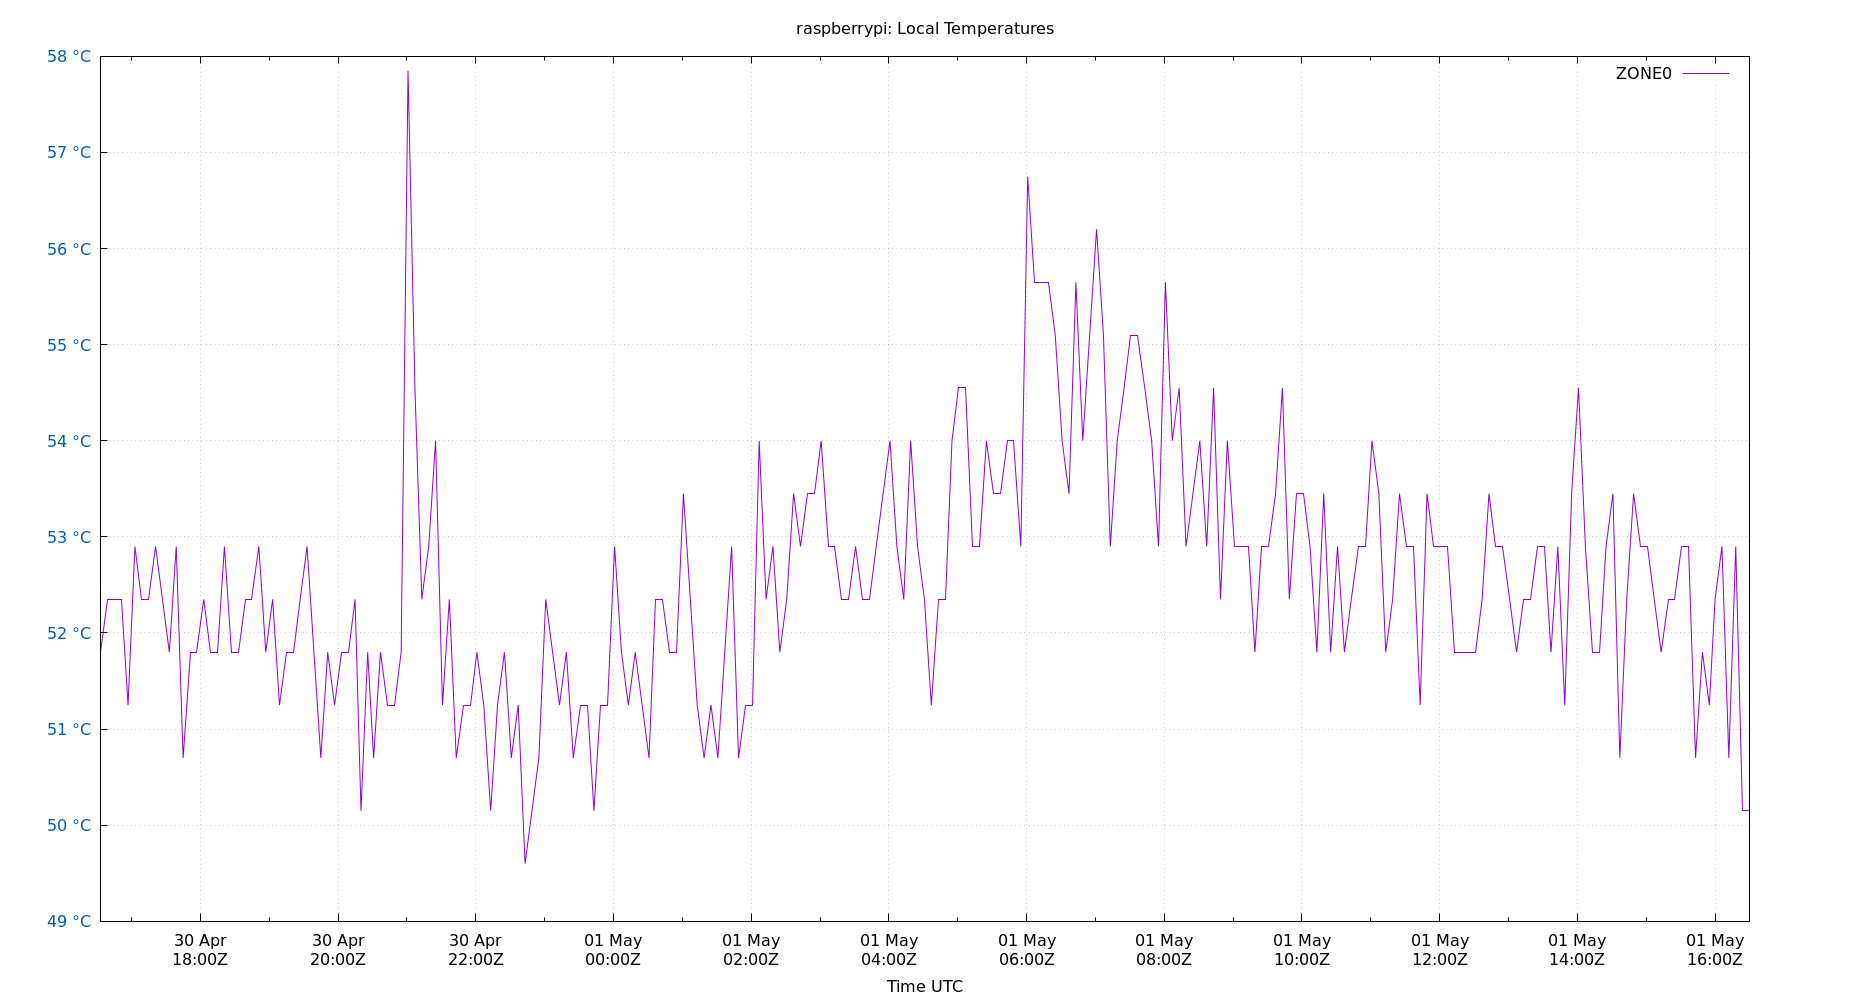 raspberrypi: Local Temperatures
58 °C
ZONE0
57 °C
56 °C
55 °C
54 °C
53 °C
52 °C
51 °C
50 °C
49 °C
30 Apr 30 Apr 30 Apr 01 May 01 May 01 May 01 May 01 May 01 May 01 May 01 May 01 May
18:00Z 20:00Z 22:00Z 00:00Z 02:00Z 04:00Z 06:00Z 08:00Z 10:00Z 12:00Z 14:00Z 16:00Z
Time UTC